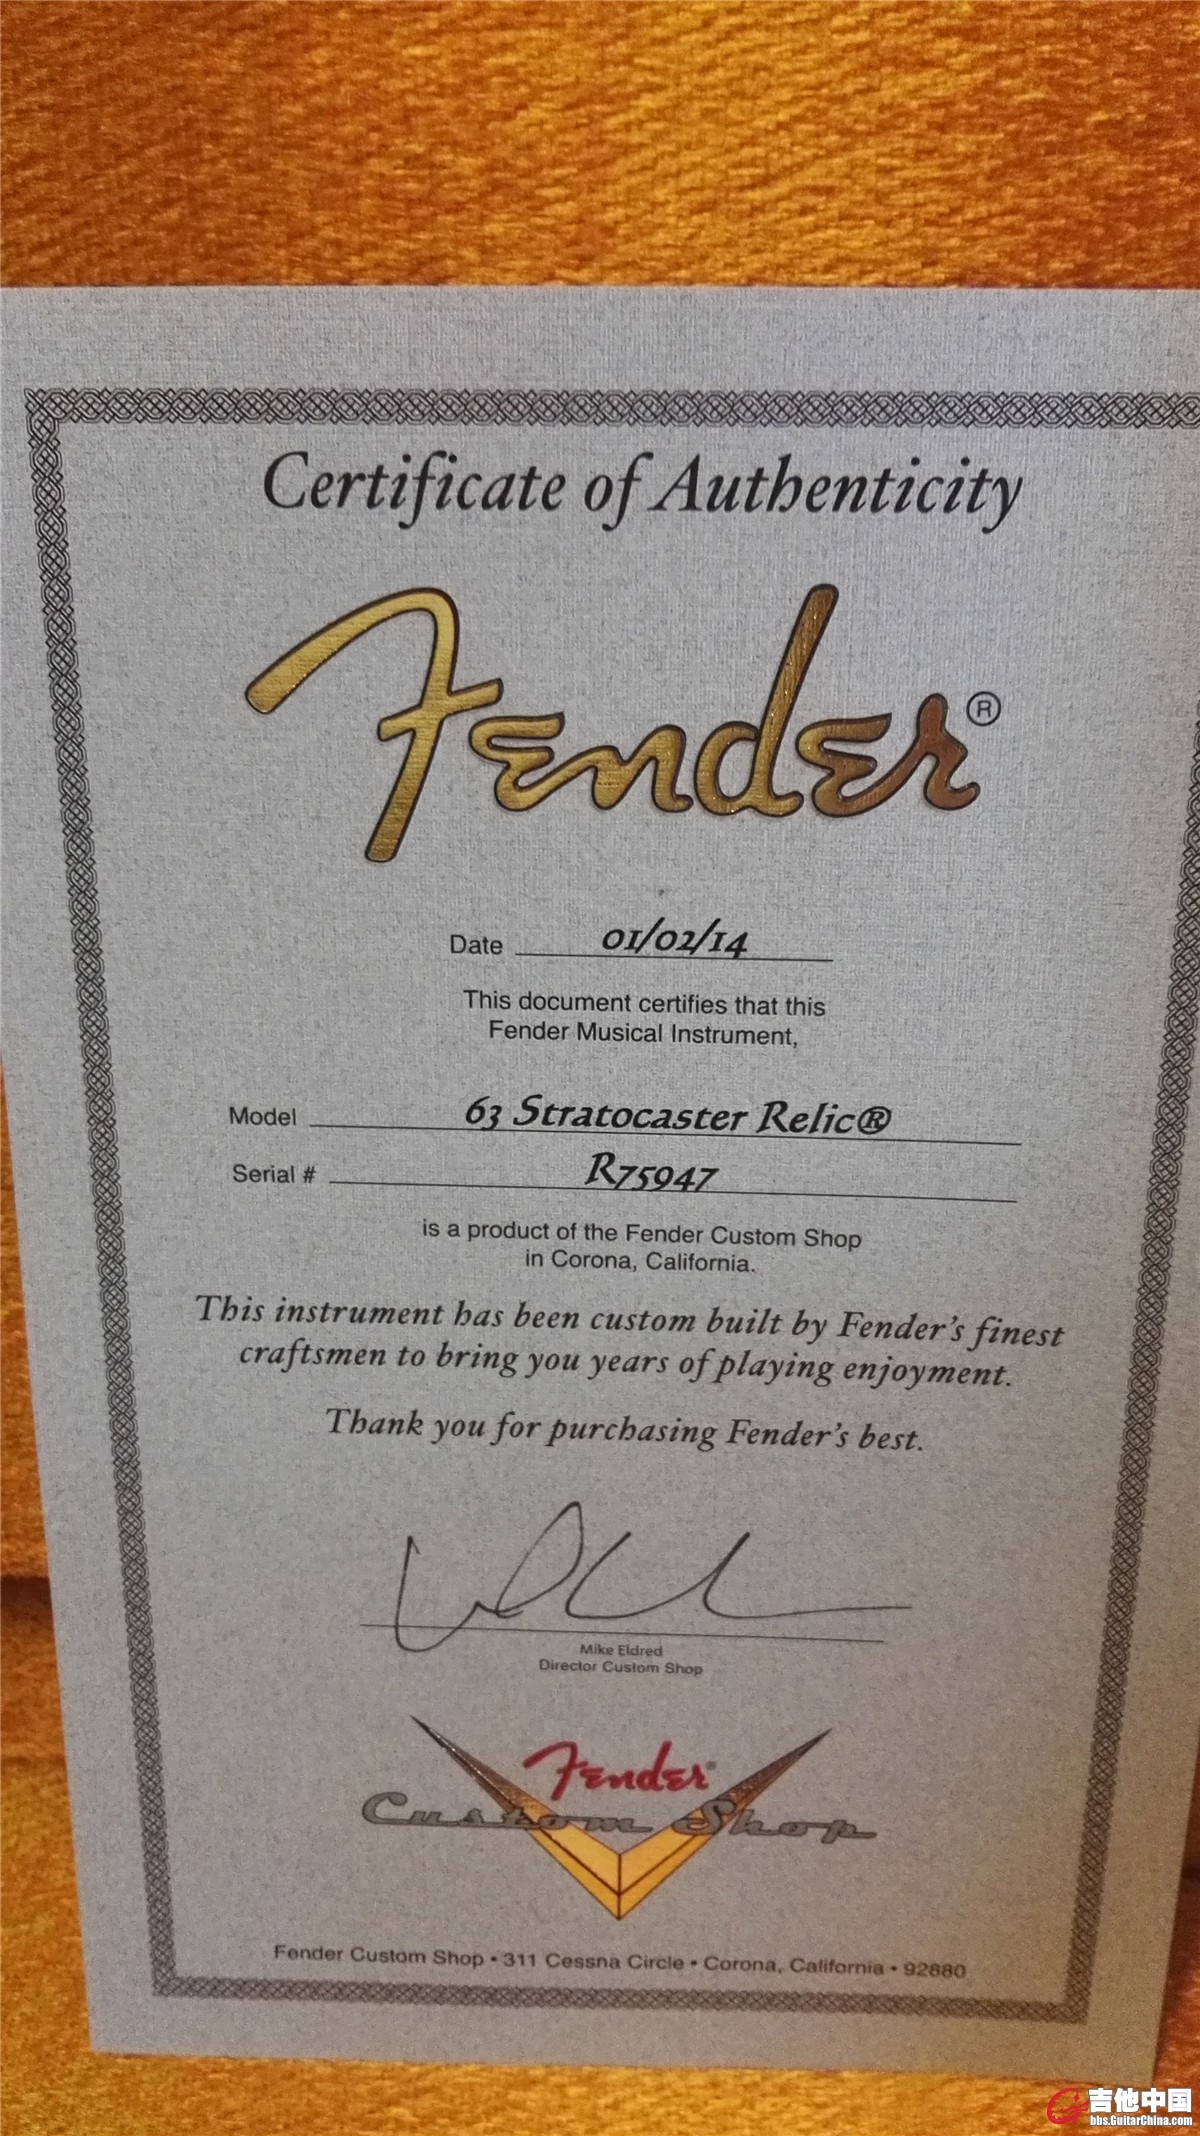 Certificate of Authenticity
Fender®
Date 01/02/14
This document certifies that this
Fender Musical Instrument,
Model 63 Stratocaster Relic®
Serial # R75947
is a product of the Fender Custom Shop
in Corona, California.
This instrument has been custom built by Fender's finest
craftsmen to bring you years of playing enjoyment.
Thank you for purchasing Fender's best.
Mike Eldred
Director Custom Shop
Fender®
Custom Shop
Fender Custom Shop • 311 Cessna Circle • Corona, California • 92880
吉他中国
bbs.GuitarChina.com